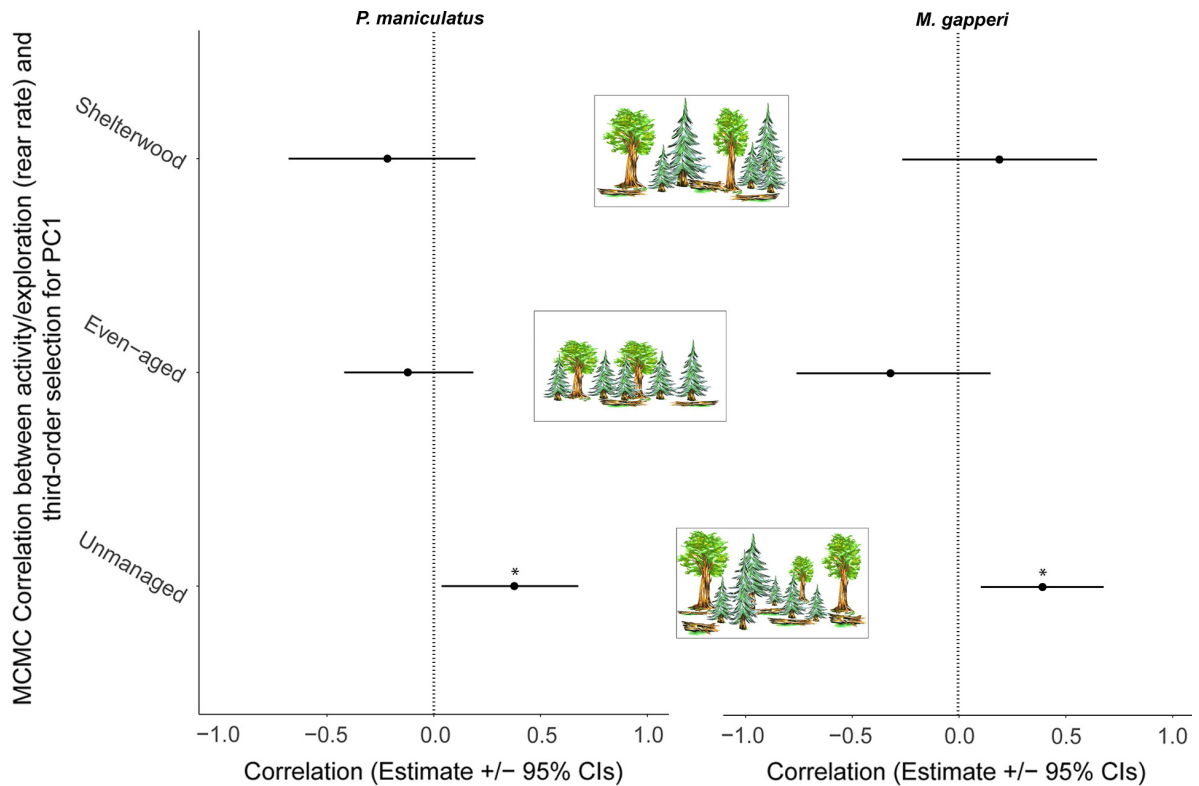 P. maniculatus
M. gapperi
MCMC Correlation between activity/exploration (rear rate) and
third-order selection for PC1
Shelterwood
Even−aged
Unmanaged
*
*
−1.0 −0.5 0.0 0.5 1.0
−1.0 −0.5 0.0 0.5 1.0
Correlation (Estimate +/− 95% CIs)
Correlation (Estimate +/− 95% CIs)